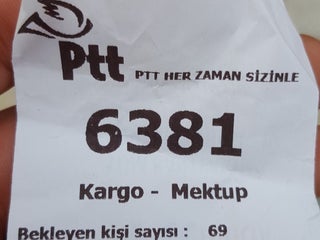 Ptt PTT HER ZAMAN SİZİNLE
6381
Kargo - Mektup
Bekleyen kişi sayısı : 69